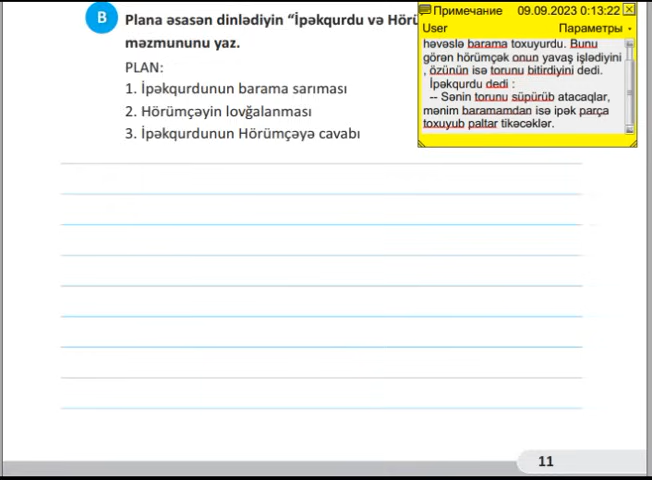 B Plana əsasən dinlədiyin “İpəkqurdu və Hörü
məzmununu yaz.
PLAN:
1. İpəkqurdunun barama sarıması
2. Hörümçəyin lovğalanması
3. İpəkqurdunun Hörümçəyə cavabı
Примечание 09.09.2023 0:13:22
User Параметры
həvəslə barama toxuyurdu. Bunu
görən hörümçək onun yavaş işlədiyini
, özünün isə torunu bitirdiyini dedi.
İpəkqurdu dedi :
-- Sənin torunu süpürüb atacaqlar,
mənim baramamdan isə ipək parça
toxuyub paltar tikəcəklər.
11